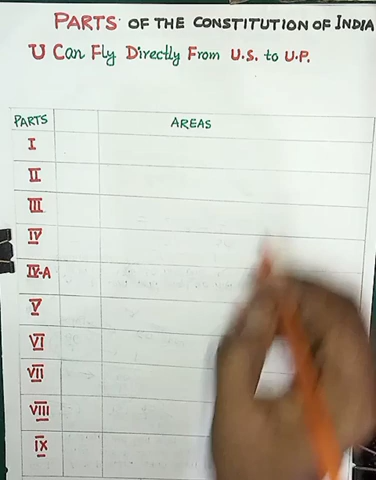 PARTS OF THE CONSTITUTION OF INDIA
U Can Fly Directly From U.S. to U.P.
PARTS AREAS
I
II
III
IV
IV-A
V
VI
VII
VIII
IX